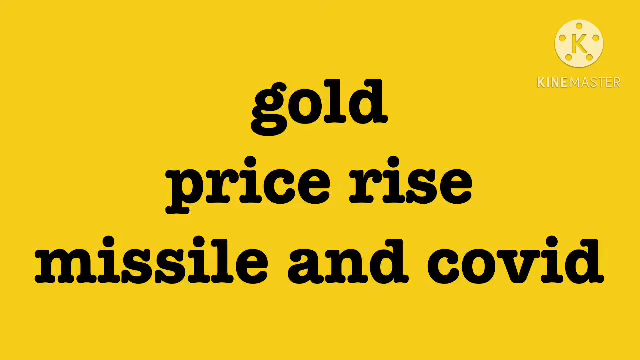 K
KINEMASTER
gold
price rise
missile and covid